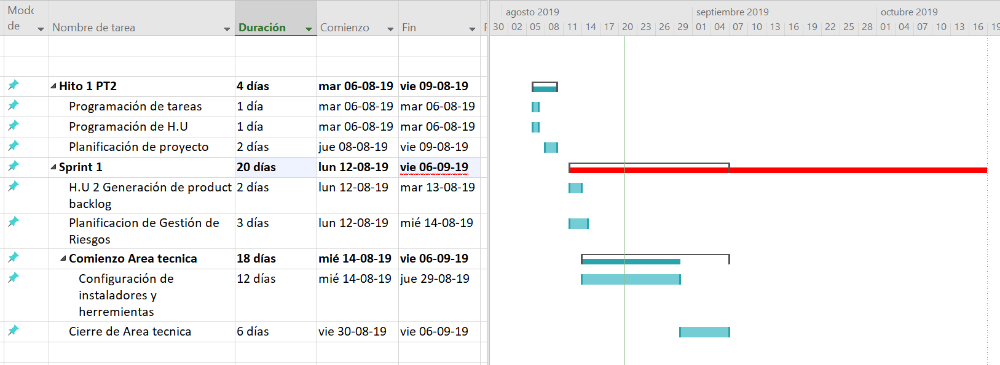 Modo
de
Nombre de tarea
Duración
Comienzo
Fin
agosto 2019
septiembre 2019
octubre 2019
30 02 05 08 11 14 17 20 23 26 29 01 04 07 10 13 16 19 22 25 28 01 04 07 10 13 16 19
Hito 1 PT2 4 días mar 06-08-19 vie 09-08-19
Programación de tareas 1 día mar 06-08-19 mar 06-08-19
Programación de H.U 1 día mar 06-08-19 mar 06-08-19
Planificación de proyecto 2 días jue 08-08-19 vie 09-08-19
Sprint 1 20 días lun 12-08-19 vie 06-09-19
H.U 2 Generación de product 2 días lun 12-08-19 mar 13-08-19
backlog
Planificacion de Gestión de 3 días lun 12-08-19 mié 14-08-19
Riesgos
Comienzo Area tecnica 18 días mié 14-08-19 vie 06-09-19
Configuración de 12 días mié 14-08-19 jue 29-08-19
instaladores y
herremientas
Cierre de Area tecnica 6 días vie 30-08-19 vie 06-09-19